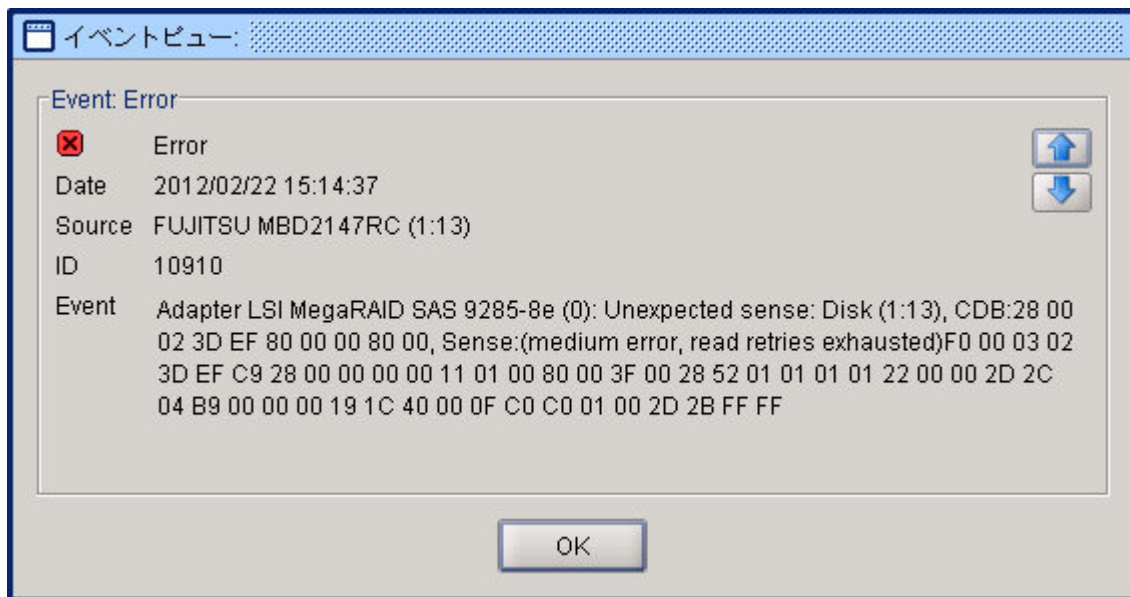 イベントビュー:
Event: Error
Error
Date 2012/02/22 15:14:37
Source FUJITSU MBD2147RC (1:13)
ID 10910
Event Adapter LSI MegaRAID SAS 9285-8e (0): Unexpected sense: Disk (1:13), CDB:28 00
02 3D EF 80 00 00 80 00, Sense:(medium error, read retries exhausted)F0 00 03 02
3D EF C9 28 00 00 00 00 11 01 00 80 00 3F 00 28 52 01 01 01 01 22 00 00 2D 2C
04 B9 00 00 00 19 1C 40 00 0F C0 C0 01 00 2D 2B FF FF
OK